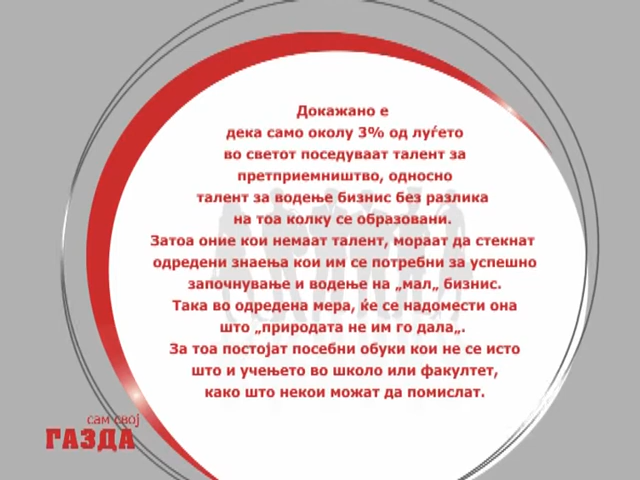 Докажано е
дека само околу 3% од луѓето
во светот поседуваат талент за
претприемништво, односно
талент за водење бизнис без разлика
на тоа колку се образовани.
Затоа оние кои немаат талент, мораат да стекнат
одредени знаења кои им се потребни за успешно
започнување и водење на „мал„ бизнис.
Така во одредена мера, ќе се надомести она
што „природата не им го дала„.
За тоа постојат посебни обуки кои не се исто
што и учењето во школо или факултет,
како што некои можат да помислат.
сам свој
ГАЗДА